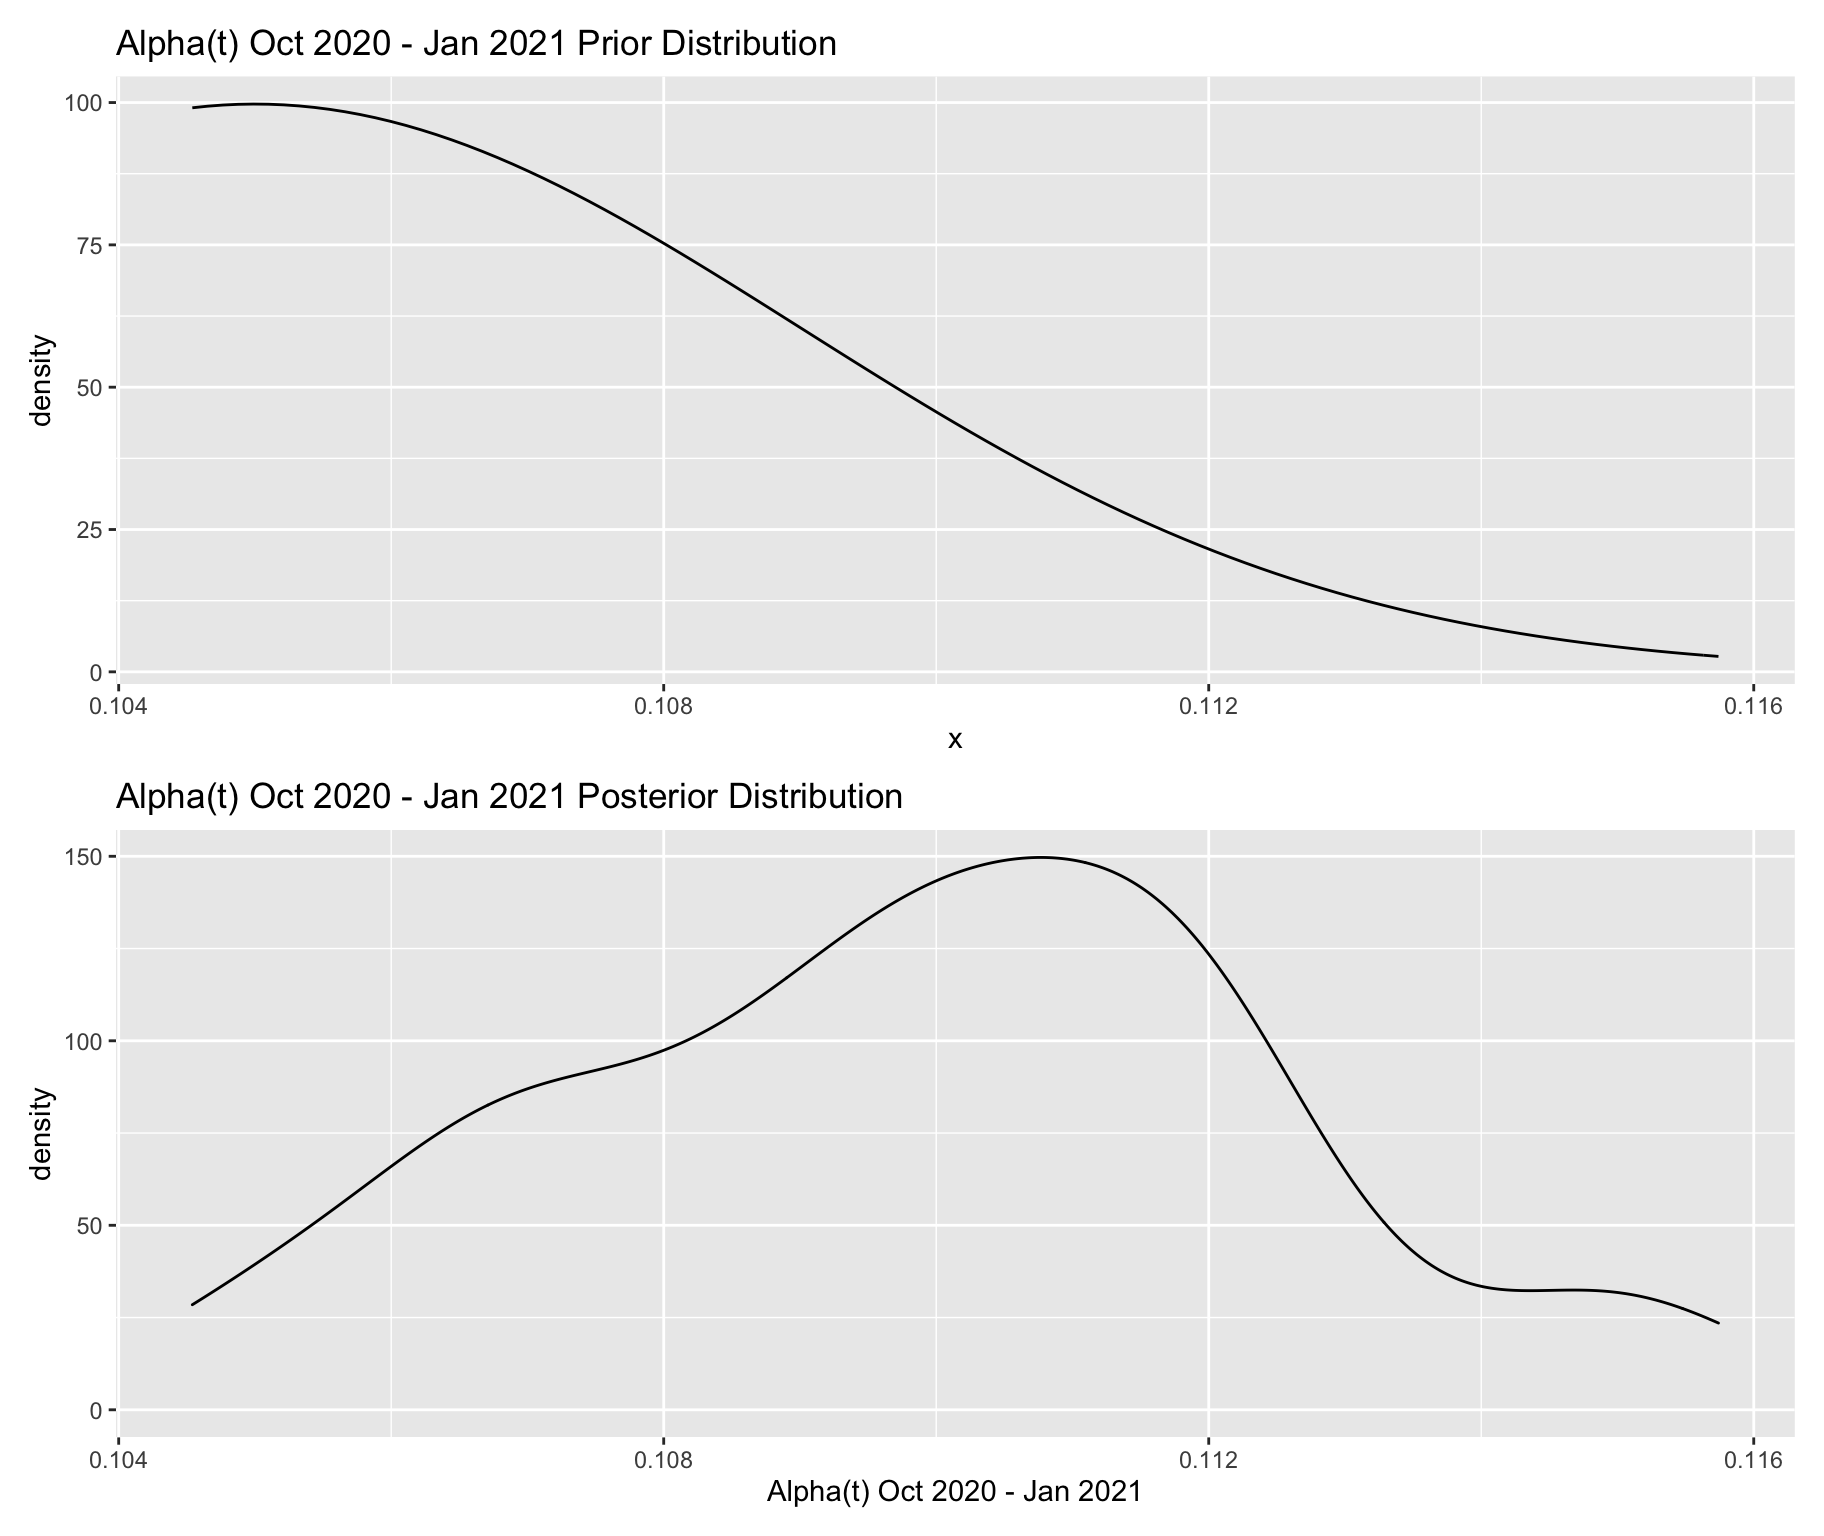 Alpha(t) Oct 2020 - Jan 2021 Prior Distribution
100
75
50
25
0
density
0.104 0.108 0.112 0.116
x
Alpha(t) Oct 2020 - Jan 2021 Posterior Distribution
150
100
50
0
density
0.104 0.108 0.112 0.116
Alpha(t) Oct 2020 - Jan 2021